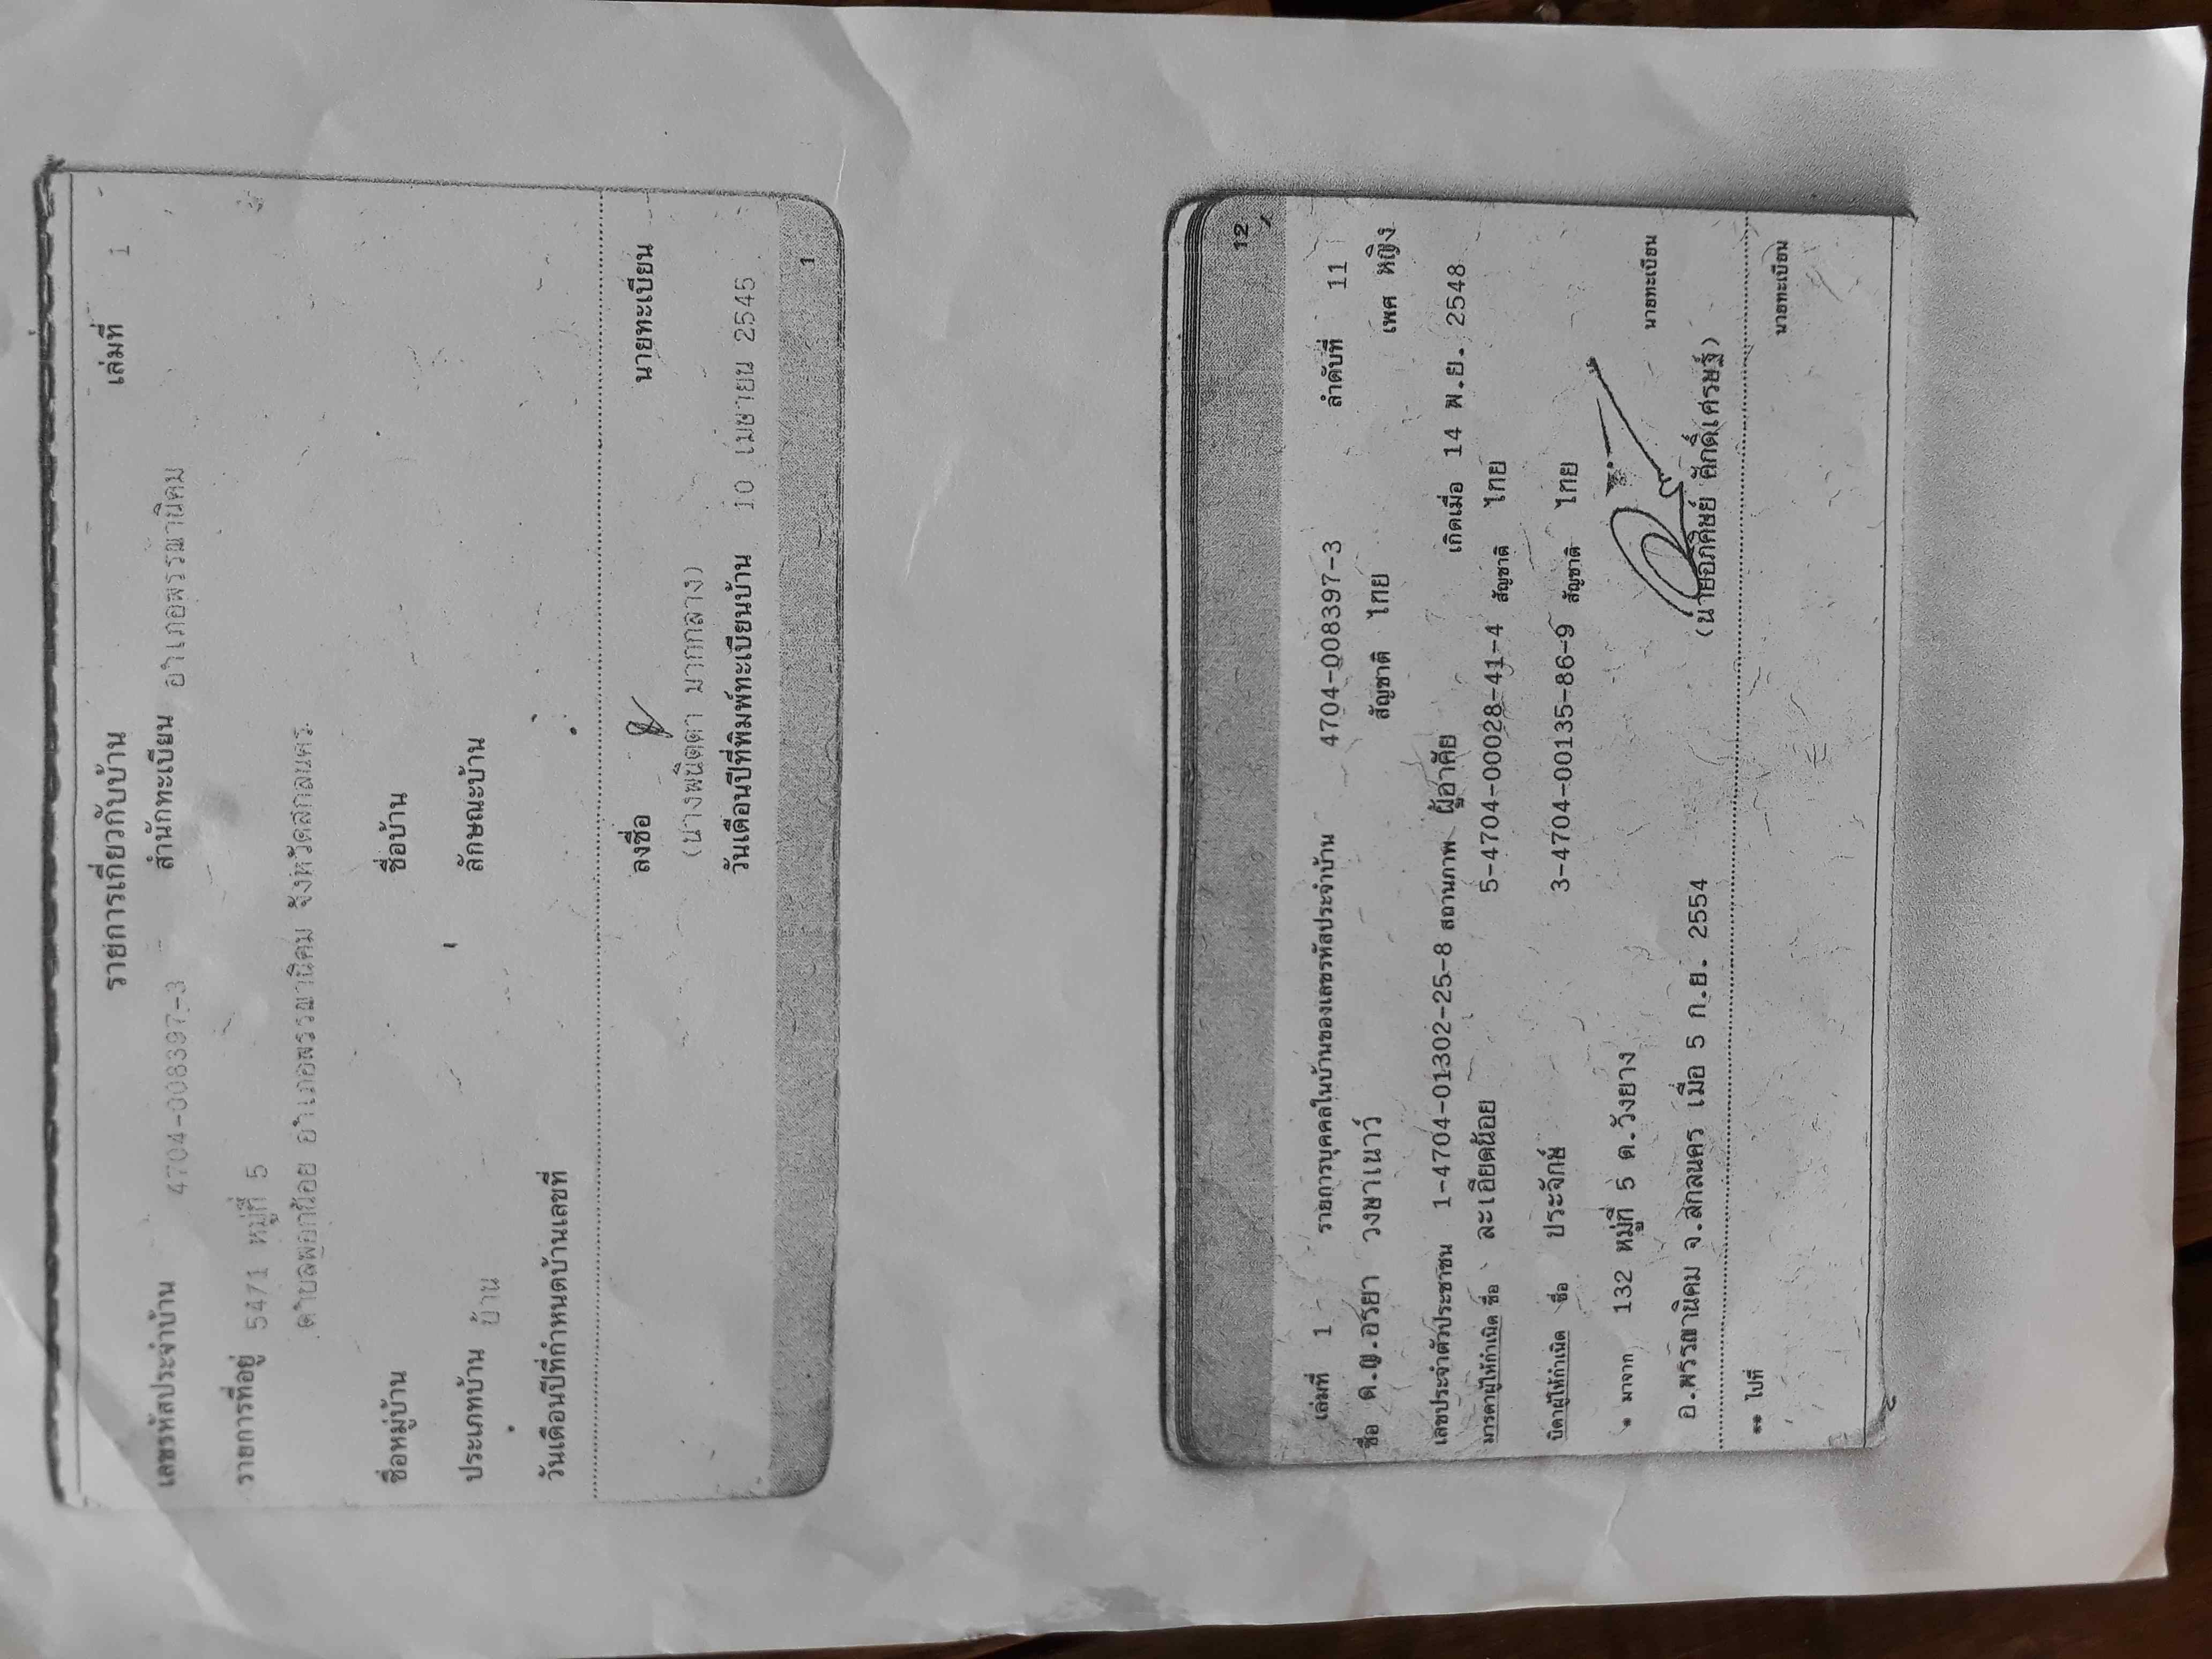 รายการเกี่ยวกับบ้าน เล่มที่ 1
เลขรหัสประจำบ้าน 4704-008397-3 สำนักทะเบียน อำเภอพรรณานิคม
รายการที่อยู่ 5471 หมู่ที่ 5
ตำบลพอกน้อย อำเภอพรรณานิคม จังหวัดสกลนคร
ชื่อหมู่บ้าน ชื่อบ้าน
ประเภทบ้าน บ้าน ลักษณะบ้าน
วันเดือนปีที่กำหนดบ้านเลขที่
ลงชื่อ นายทะเบียน
(นางพนิตตา มากกลาง)
วันเดือนปีที่พิมพ์ทะเบียนบ้าน 10 เมษายน 2546
1
12
เล่มที่ 1 รายการบุคคลในบ้านของเลขรหัสประจำบ้าน 4704-008397-3 ลำดับที่ 11
ชื่อ ด.ญ.อรยา วงษาเนาว์ สัญชาติ ไทย เพศ หญิง
เลขประจำตัวประชาชน 1-4704-01302-25-8 สถานภาพ ผู้อาศัย เกิดเมื่อ 14 พ.ย. 2548
มารดาผู้ให้กำเนิด ชื่อ ละเอียดน้อย 5-4704-00028-41-4 สัญชาติ ไทย
บิดาผู้ให้กำเนิด ชื่อ ประจักษ์ 3-4704-00135-86-9 สัญชาติ ไทย
* มาจาก 132 หมู่ที่ 5 ต.วังยาง
นายทะเบียน
อ.พรรณานิคม จ.สกลนคร เมื่อ 5 ก.ย. 2554 (นายอภิศิษย์ ศักดิ์เศรษฐ์)
** ไปที่ นายทะเบียน